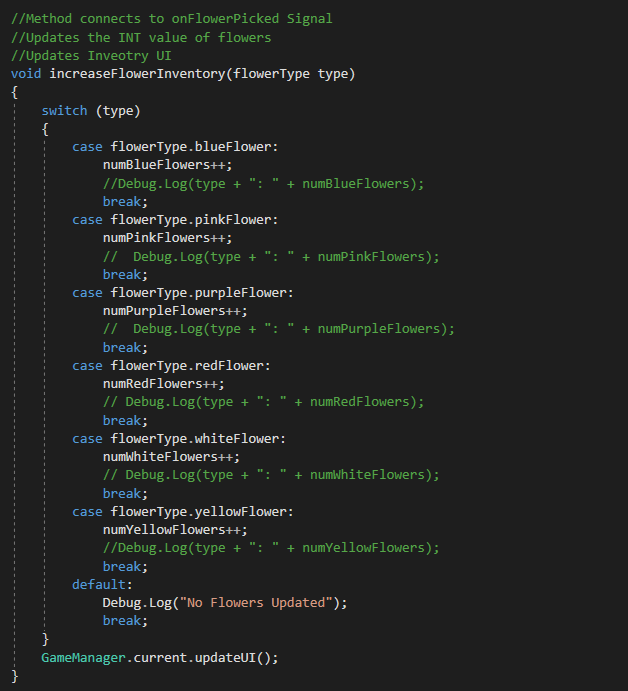 //Method connects to onFlowerPicked Signal
//Updates the INT value of flowers
//Updates Inveotry UI
void increaseFlowerInventory(flowerType type)
{
    switch (type)
    {
        case flowerType.blueFlower:
            numBlueFlowers++;
            //Debug.Log(type + ": " + numBlueFlowers);
            break;
        case flowerType.pinkFlower:
            numPinkFlowers++;
            //  Debug.Log(type + ": " + numPinkFlowers);
            break;
        case flowerType.purpleFlower:
            numPurpleFlowers++;
            //  Debug.Log(type + ": " + numPurpleFlowers);
            break;
        case flowerType.redFlower:
            numRedFlowers++;
            // Debug.Log(type + ": " + numRedFlowers);
            break;
        case flowerType.whiteFlower:
            numWhiteFlowers++;
            // Debug.Log(type + ": " + numWhiteFlowers);
            break;
        case flowerType.yellowFlower:
            numYellowFlowers++;
            //Debug.Log(type + ": " + numYellowFlowers);
            break;
        default:
            Debug.Log("No Flowers Updated");
            break;
    }
    GameManager.current.updateUI();
}